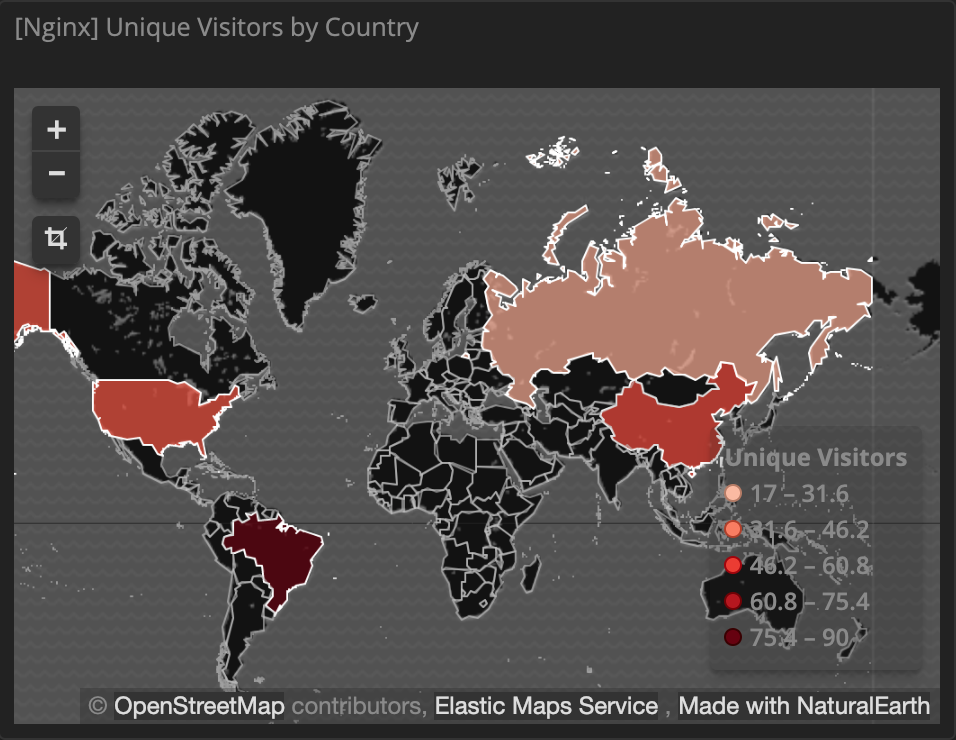 [Nginx] Unique Visitors by Country
+
−
Unique Visitors
17 – 31.6
31.6 – 46.2
46.2 – 60.8
60.8 – 75.4
75.4 – 90
© OpenStreetMap contributors, Elastic Maps Service , Made with NaturalEarth